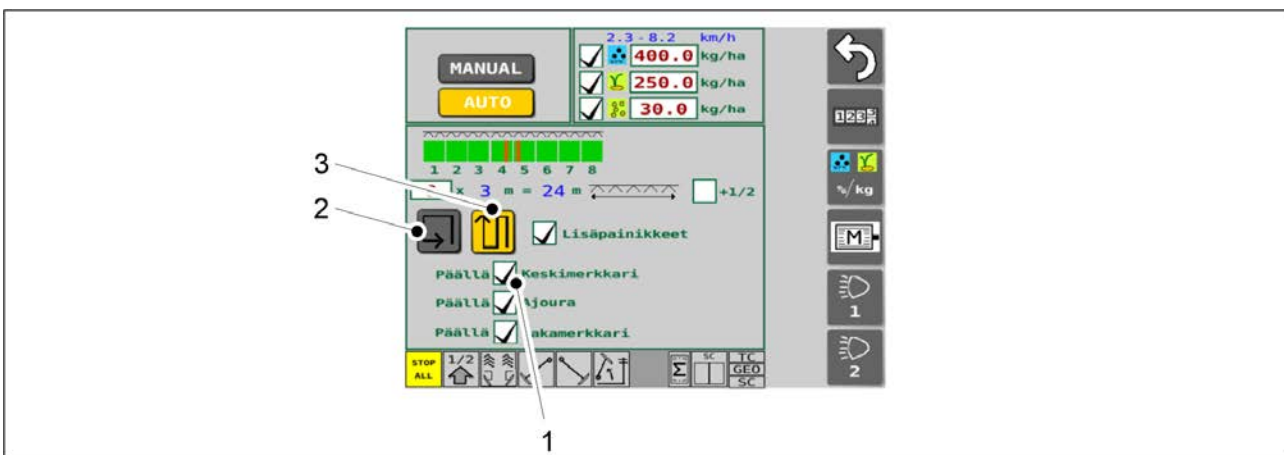 2.3 - 8.2 km/h
MANUAL
400.0 kg/ha
AUTO
250.0 kg/ha
30.0 kg/ha
123
1 2 3 4 5 6 7 8
%/kg
x 3 m = 24 m +1/2
3
2
Lisäpainikkeet
M
Päällä Keskimerkkari
Päällä Ajoura
Päällä
1
STOP
ALL
1/2
Σ
SC
TC
GEO
SC
2
1